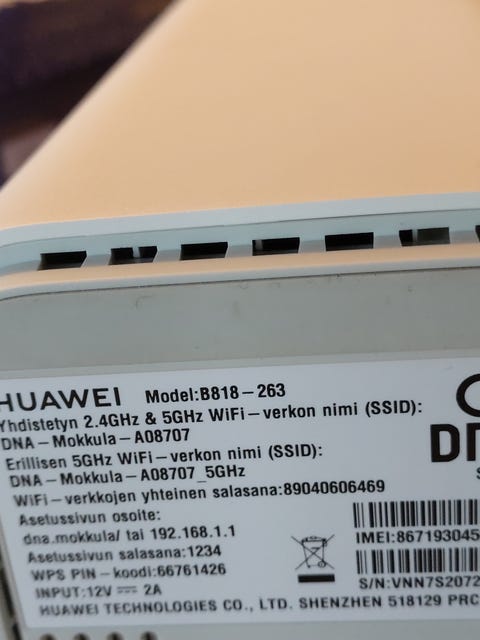 HUAWEI Model:B818-263
Yhdistetyn 2.4GHz & 5GHz WiFi-verkon nimi (SSID):
DNA-Mokkula-A08707
Erillisen 5GHz WiFi-verkon nimi (SSID):
DNA-Mokkula-A08707_5GHz
WiFi-verkkojen yhteinen salasana:89040606469
Asetussivun osoite:
dna.mokkula/ tai 192.168.1.1
Asetussivun salasana:1234
WPS PIN-koodi:66761426
INPUT:12V⎓2A
HUAWEI TECHNOLOGIES CO., LTD. SHENZHEN 518129 PRC
IMEI:867193045
S/N:VNN7S2072